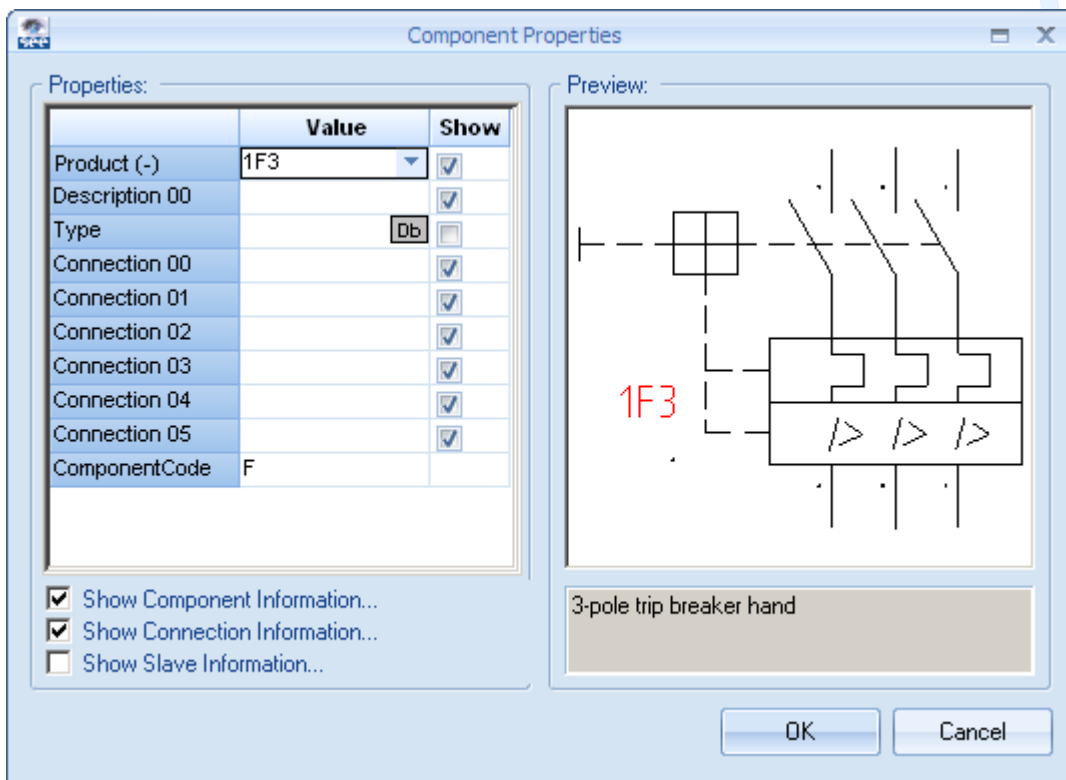 see
Component Properties
Properties:
Value Show
Product (-) 1F3
Description 00
Type Db
Connection 00
Connection 01
Connection 02
Connection 03
Connection 04
Connection 05
ComponentCode F
Show Component Information...
Show Connection Information...
Show Slave Information...
Preview:
1F3
I> I> I>
3-pole trip breaker hand
OK Cancel